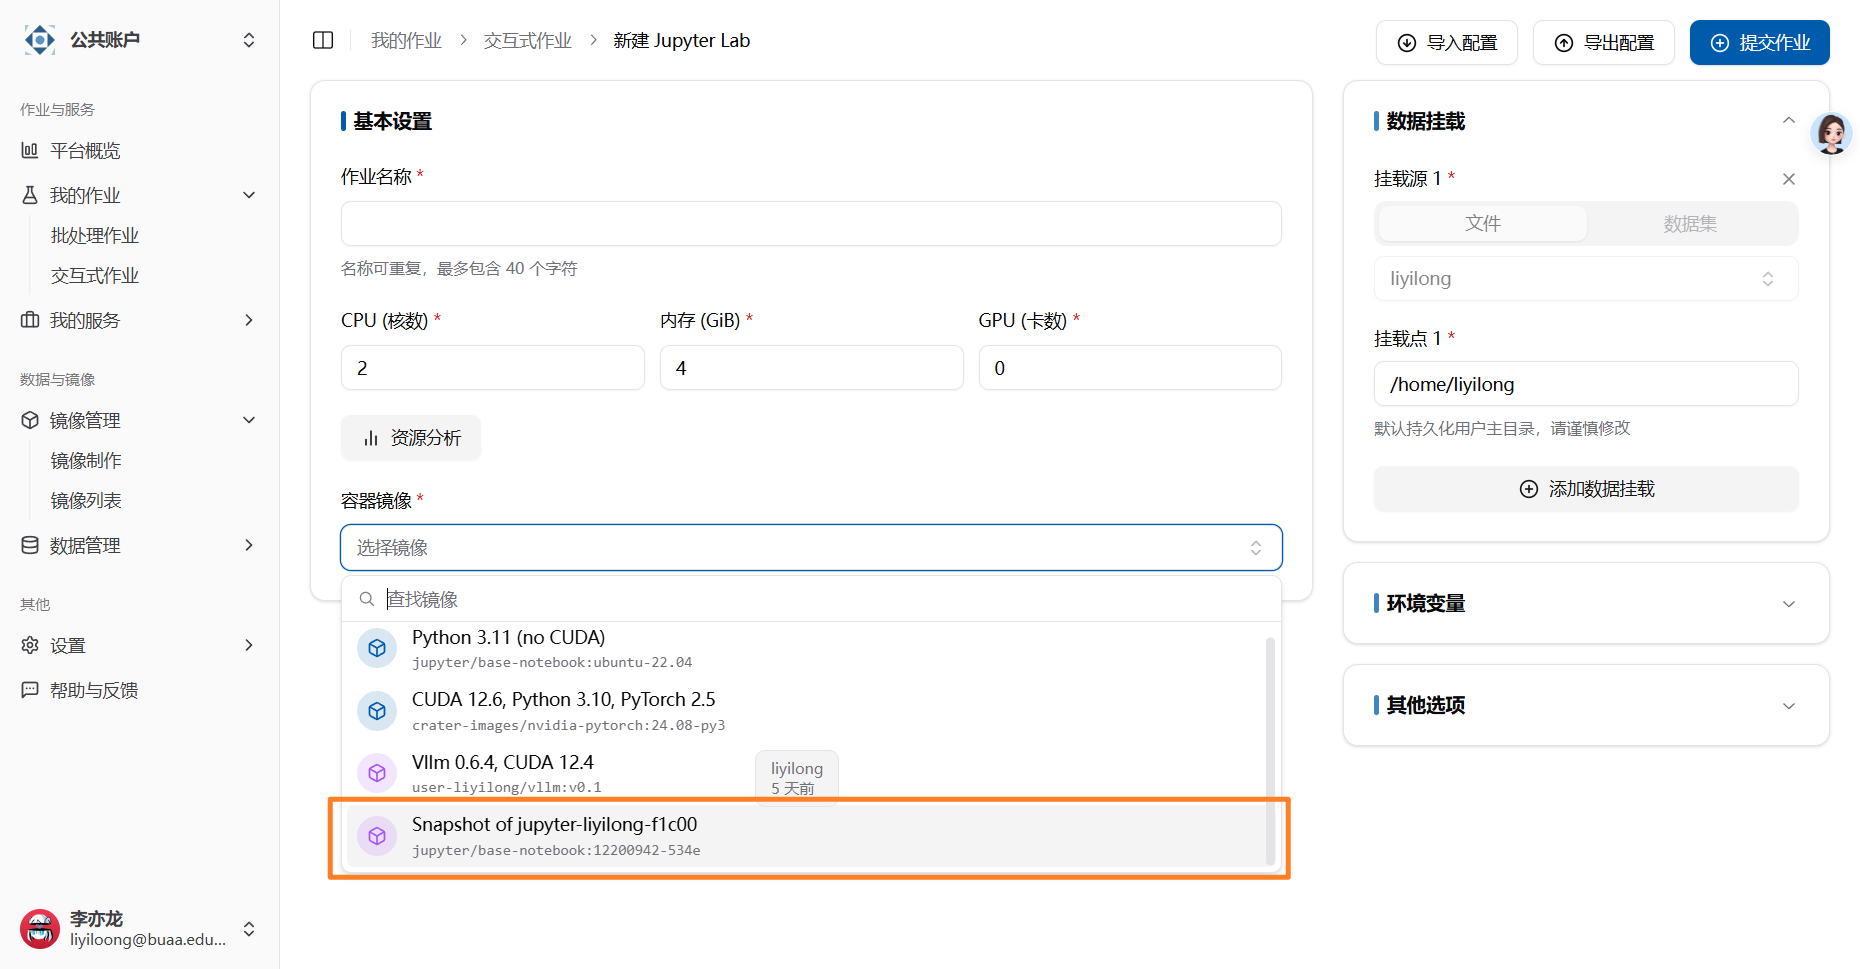 公共账户
作业与服务
平台概览
我的作业
批处理作业
交互式作业
我的服务
数据与镜像
镜像管理
镜像制作
镜像列表
数据管理
其他
设置
帮助与反馈
李亦龙
liyiloong@buaa.edu...
我的作业 > 交互式作业 > 新建 Jupyter Lab
导入配置
导出配置
提交作业
基本设置
作业名称 *
名称可重复，最多包含 40 个字符
CPU (核数) *
内存 (GiB) *
GPU (卡数) *
2
4
0
资源分析
容器镜像 *
选择镜像
查找镜像
Python 3.11 (no CUDA)
jupyter/base-notebook:ubuntu-22.04
CUDA 12.6, Python 3.10, PyTorch 2.5
crater-images/nvidia-pytorch:24.08-py3
Vllm 0.6.4, CUDA 12.4
user-liyilong/vllm:v0.1
liyilong
5 天前
Snapshot of jupyter-liyilong-f1c00
jupyter/base-notebook:12200942-534e
数据挂载
挂载源 1 *
文件
数据集
liyilong
挂载点 1 *
/home/liyilong
默认持久化用户主目录，请谨慎修改
添加数据挂载
环境变量
其他选项